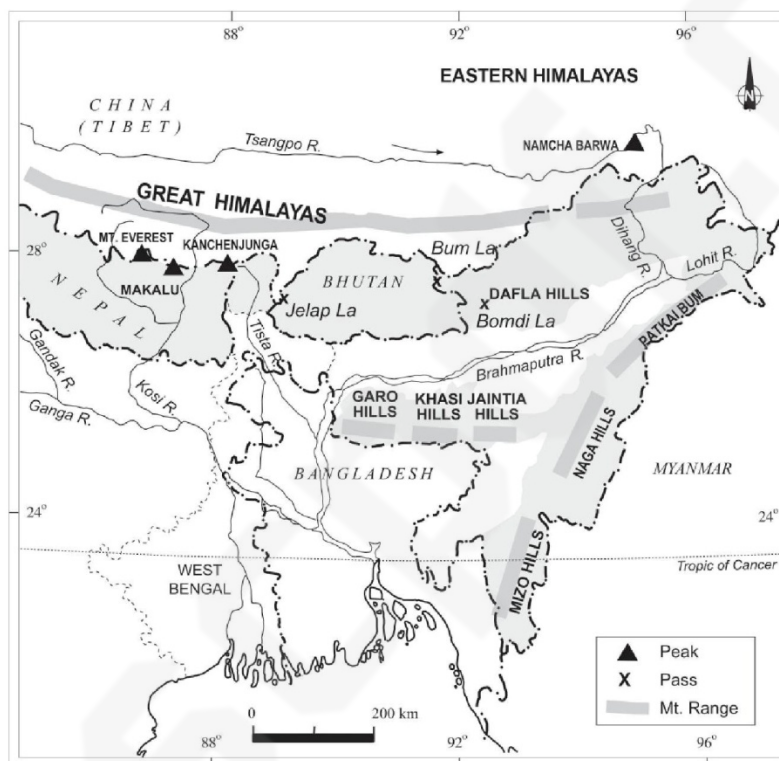 88°
92°
96°
EASTERN HIMALAYAS
N
CHINA
(TIBET)
Tsangpo R.
NAMCHA BARWA
GREAT HIMALAYAS
28°
28°
MT. EVEREST
KANCHENJUNGA
MAKALU
NEPAL
Bum La
BHUTAN
Jelap La
DAFLA HILLS
Bomdi La
Dihang R.
Lohit R.
PATKAI BUM
Tista R.
Brahmaputra R.
Gandak R.
Kosi R.
Ganga R.
GARO
HILLS
KHASI
HILLS
JAINTIA
HILLS
NAGA HILLS
BANGLADESH
MYANMAR
24°
24°
MIZO HILLS
Tropic of Cancer
WEST
BENGAL
Peak
X Pass
Mt. Range
0
200 km
88°
92°
96°